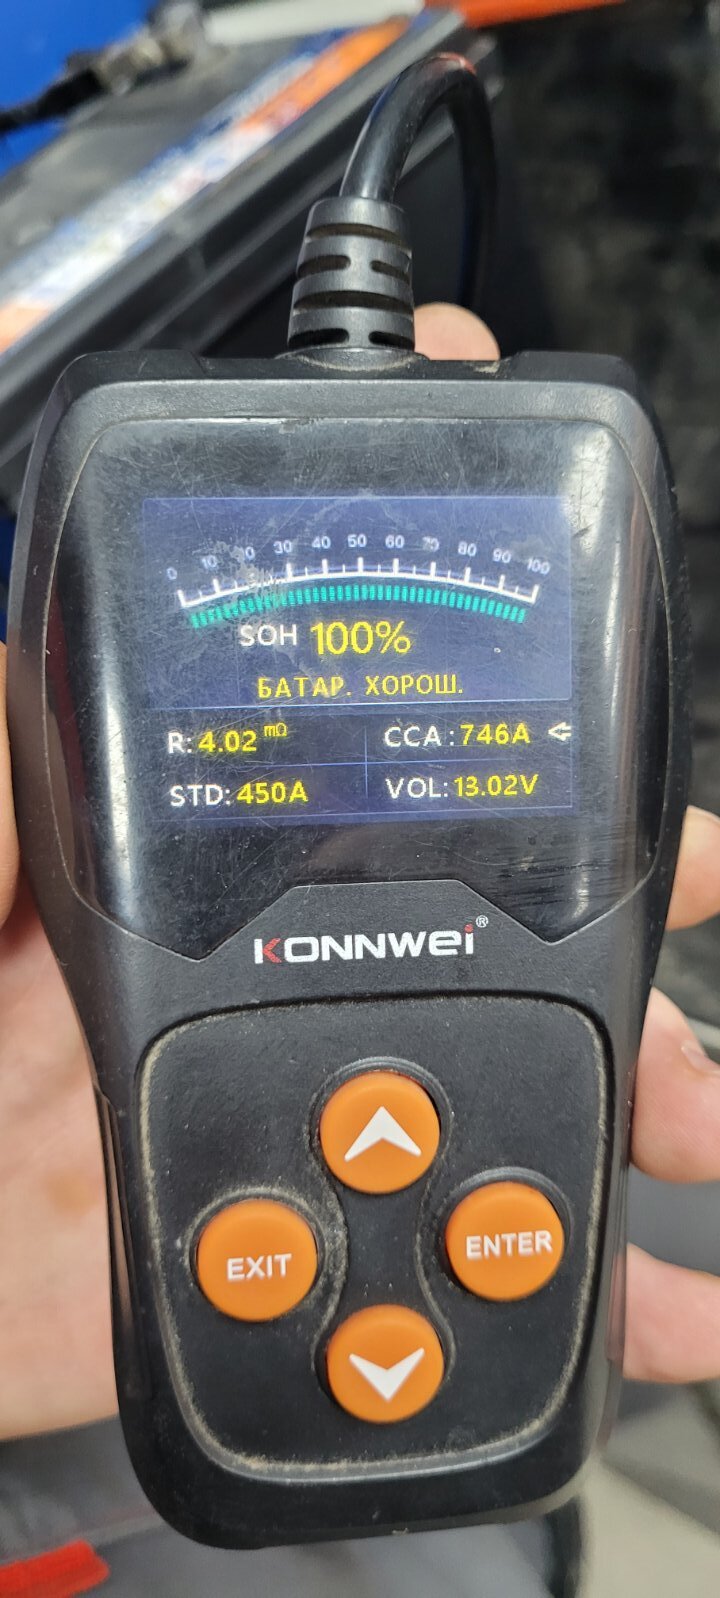 0 10 20 30 40 50 60 70 80 90 100
SOH 100%
БАТАР. ХОРОШ.
R: 4.02 mΩ CCA: 746A
STD: 450A VOL: 13.02V
KONNWEI®
EXIT ENTER